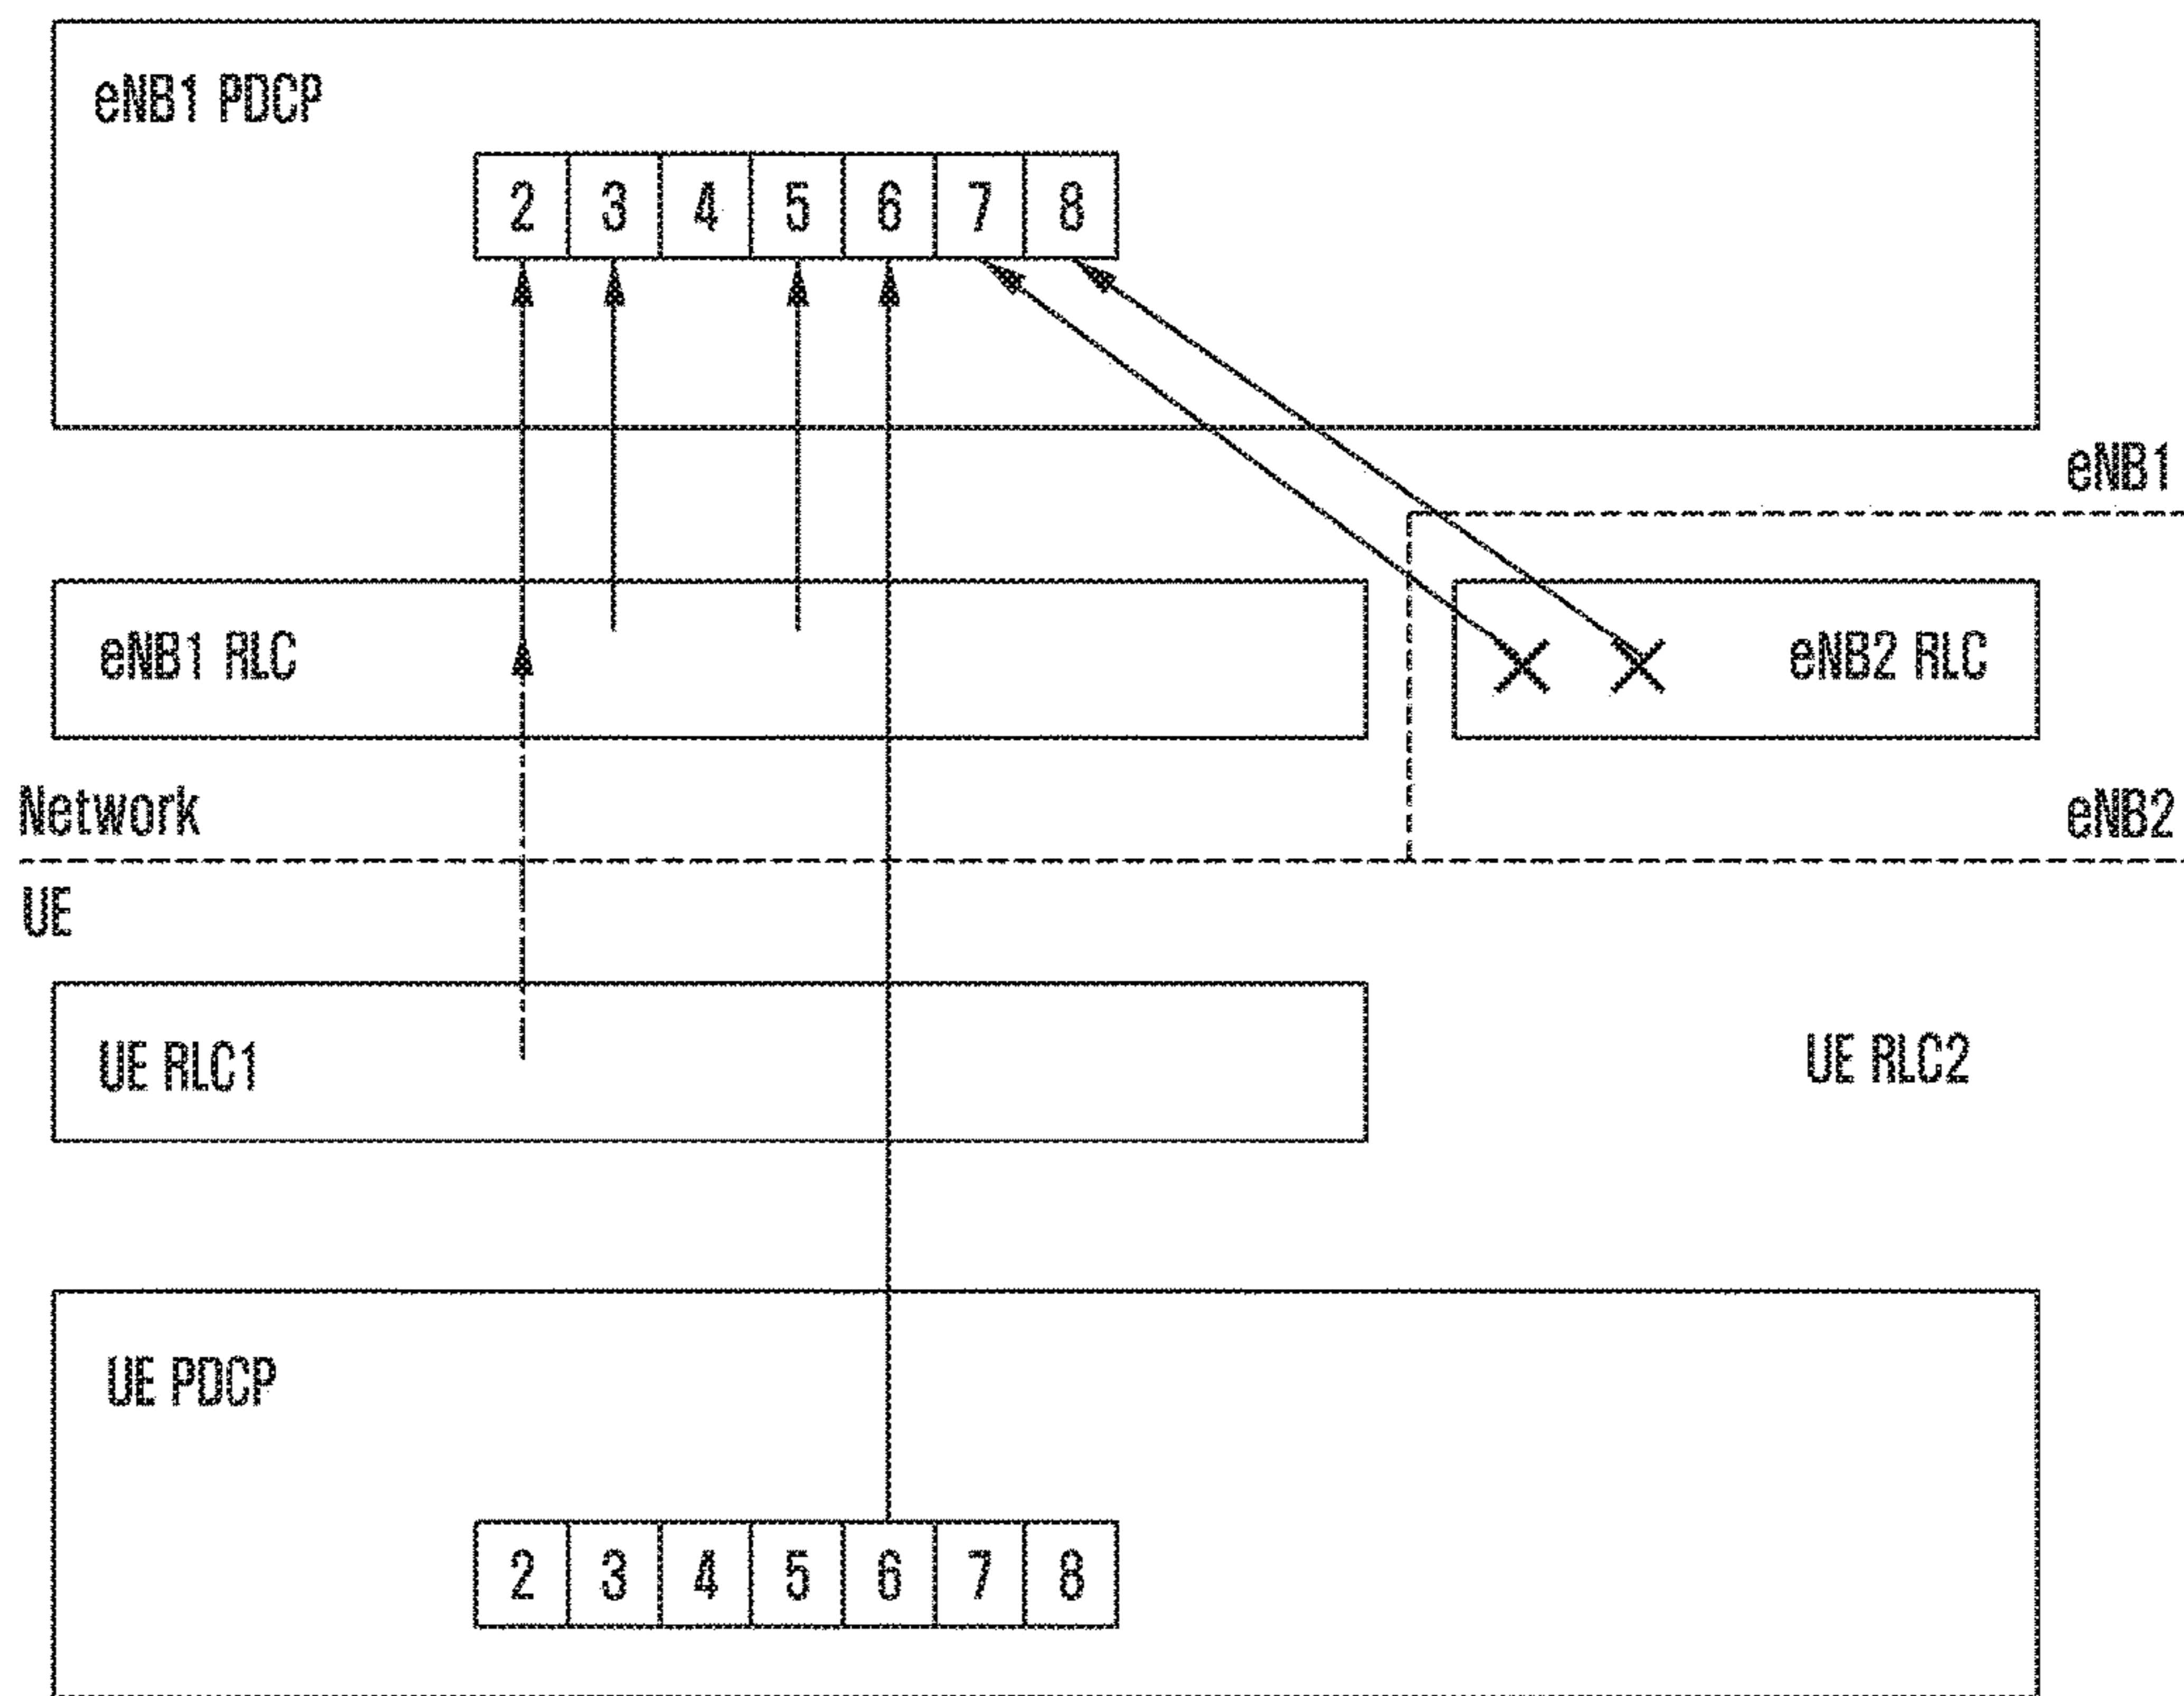 eNB1 PDCP
2 3 4 5 6 7 8
eNB1
eNB1 RLC
eNB2 RLC
Network
eNB2
UE
UE RLC1
UE RLC2
UE PDCP
2 3 4 5 6 7 8